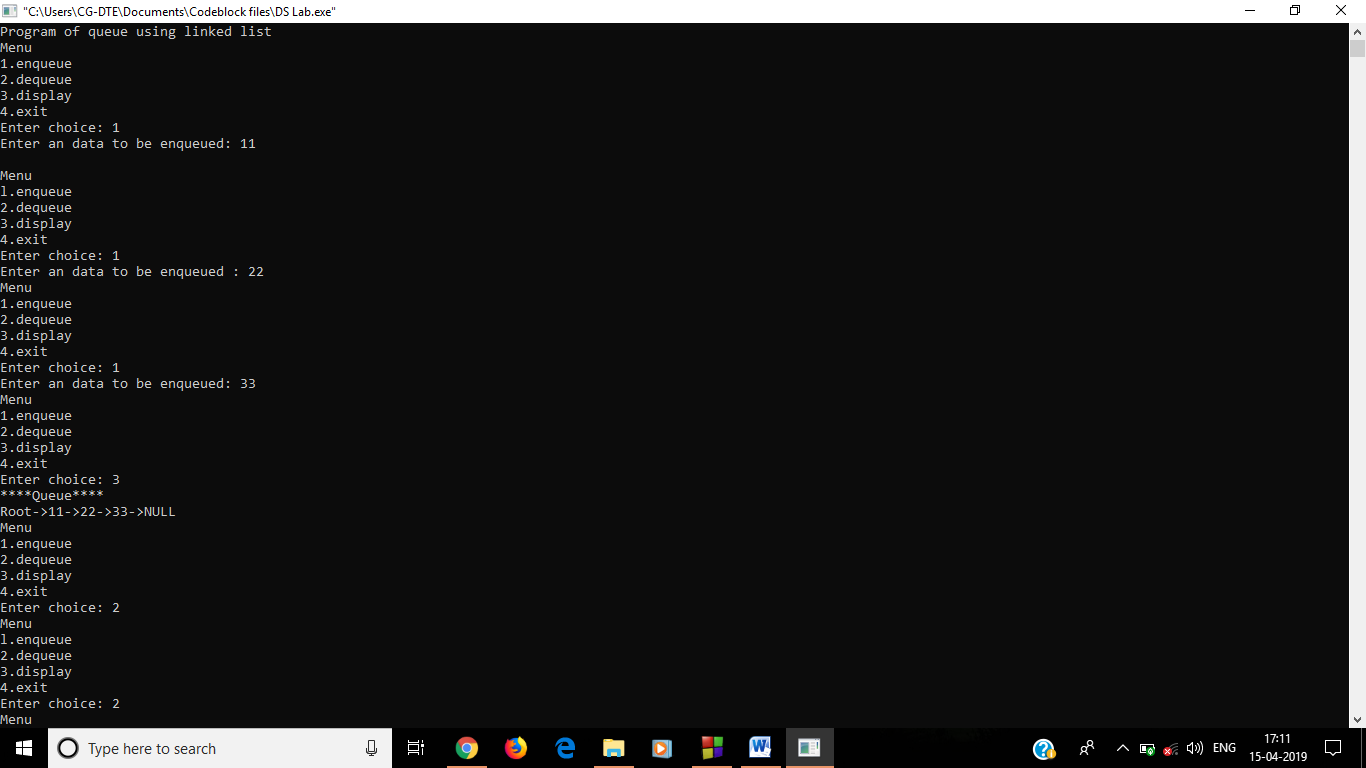 "C:\Users\CG-DTE\Documents\Codeblock files\DS Lab.exe"
Program of queue using linked list
Menu
1.enqueue
2.dequeue
3.display
4.exit
Enter choice: 1
Enter an data to be enqueued: 11
Menu
l.enqueue
2.dequeue
3.display
4.exit
Enter choice: 1
Enter an data to be enqueued : 22
Menu
1.enqueue
2.dequeue
3.display
4.exit
Enter choice: 1
Enter an data to be enqueued: 33
Menu
1.enqueue
2.dequeue
3.display
4.exit
Enter choice: 3
****Queue****
Root->11->22->33->NULL
Menu
1.enqueue
2.dequeue
3.display
4.exit
Enter choice: 2
Menu
l.enqueue
2.dequeue
3.display
4.exit
Enter choice: 2
Menu
Type here to search
ENG
17:11
15-04-2019